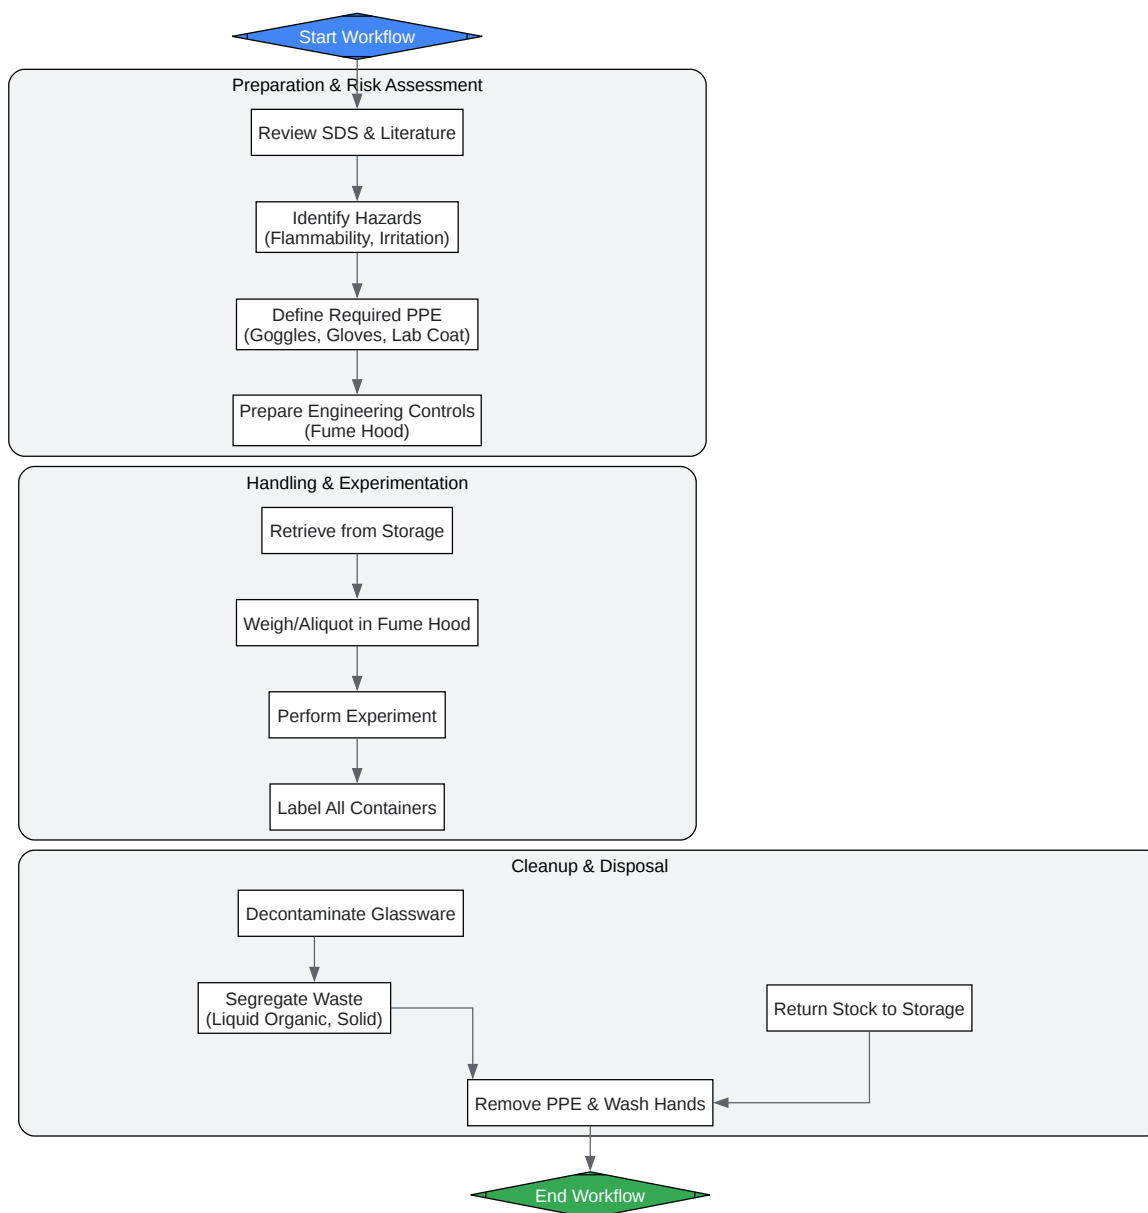 Start Workflow
Preparation & Risk Assessment
Review SDS & Literature
Identify Hazards
(Flammability, Irritation)
Define Required PPE
(Goggles, Gloves, Lab Coat)
Prepare Engineering Controls
(Fume Hood)
Handling & Experimentation
Retrieve from Storage
Weigh/Aliquot in Fume Hood
Perform Experiment
Label All Containers
Cleanup & Disposal
Decontaminate Glassware
Segregate Waste
(Liquid Organic, Solid)
Return Stock to Storage
Remove PPE & Wash Hands
End Workflow